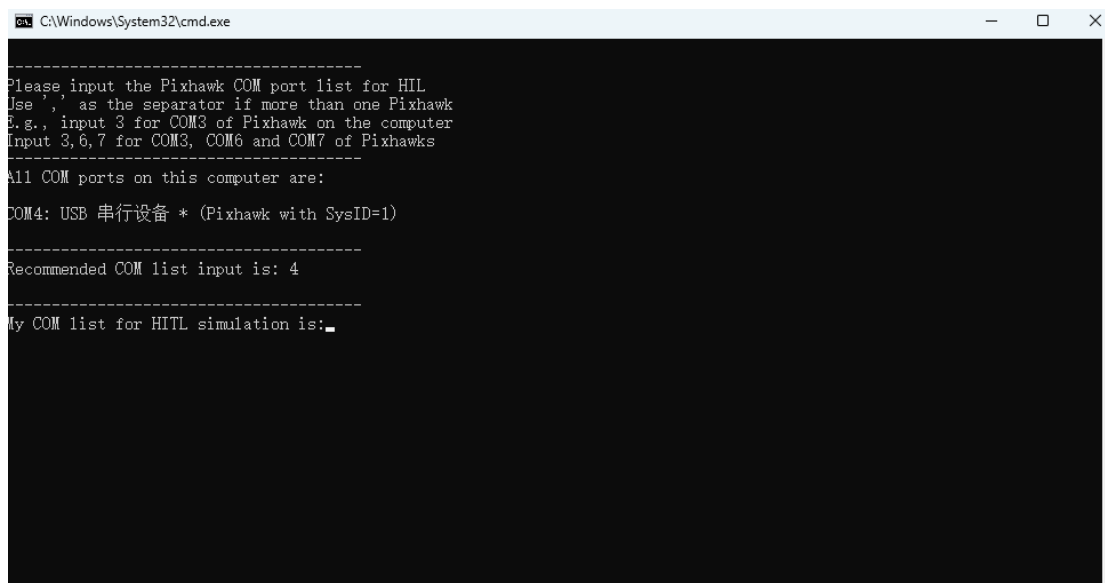 C:\Windows\System32\cmd.exe
--------------------------------------
Please input the Pixhawk COM port list for HIL
Use ',' as the separator if more than one Pixhawk
E.g., input 3 for COM3 of Pixhawk on the computer
Input 3,6,7 for COM3, COM6 and COM7 of Pixhawks
--------------------------------------
All COM ports on this computer are:
COM4: USB 串行设备 * (Pixhawk with SysID=1)
--------------------------------------
Recommended COM list input is: 4
--------------------------------------
My COM list for HITL simulation is: